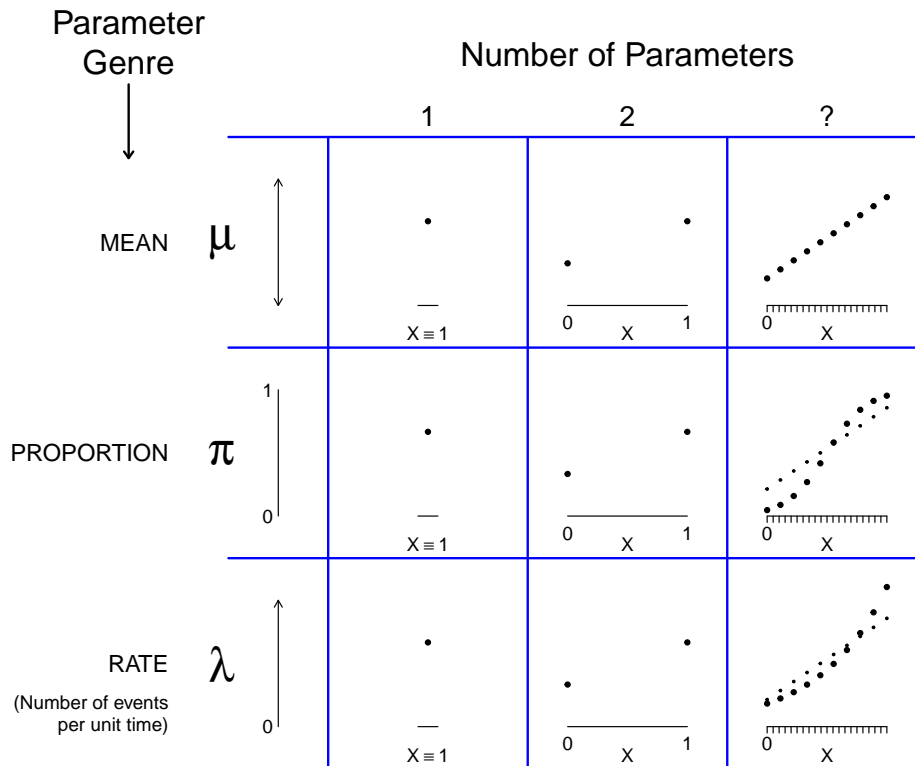 Parameter
Genre
Number of Parameters
1 2 ?
MEAN μ
X ≡ 1
0 1
X
0
X
PROPORTION π
1
0
X ≡ 1
0 1
X
0
X
RATE λ
(Number of events
per unit time)
0
X ≡ 1
0 1
X
0
X